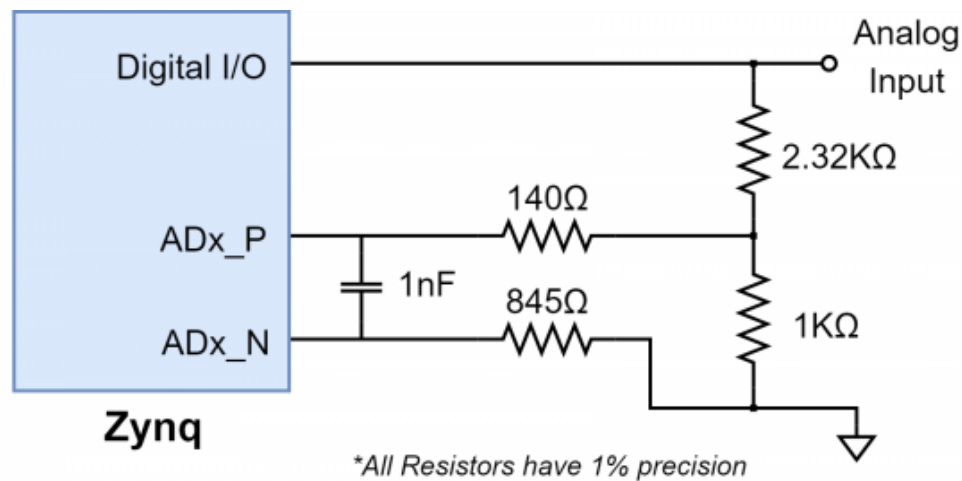 Analog
Input
Digital I/O
2.32KΩ
140Ω
ADx_P
1nF
845Ω
1KΩ
ADx_N
Zynq
*All Resistors have 1% precision